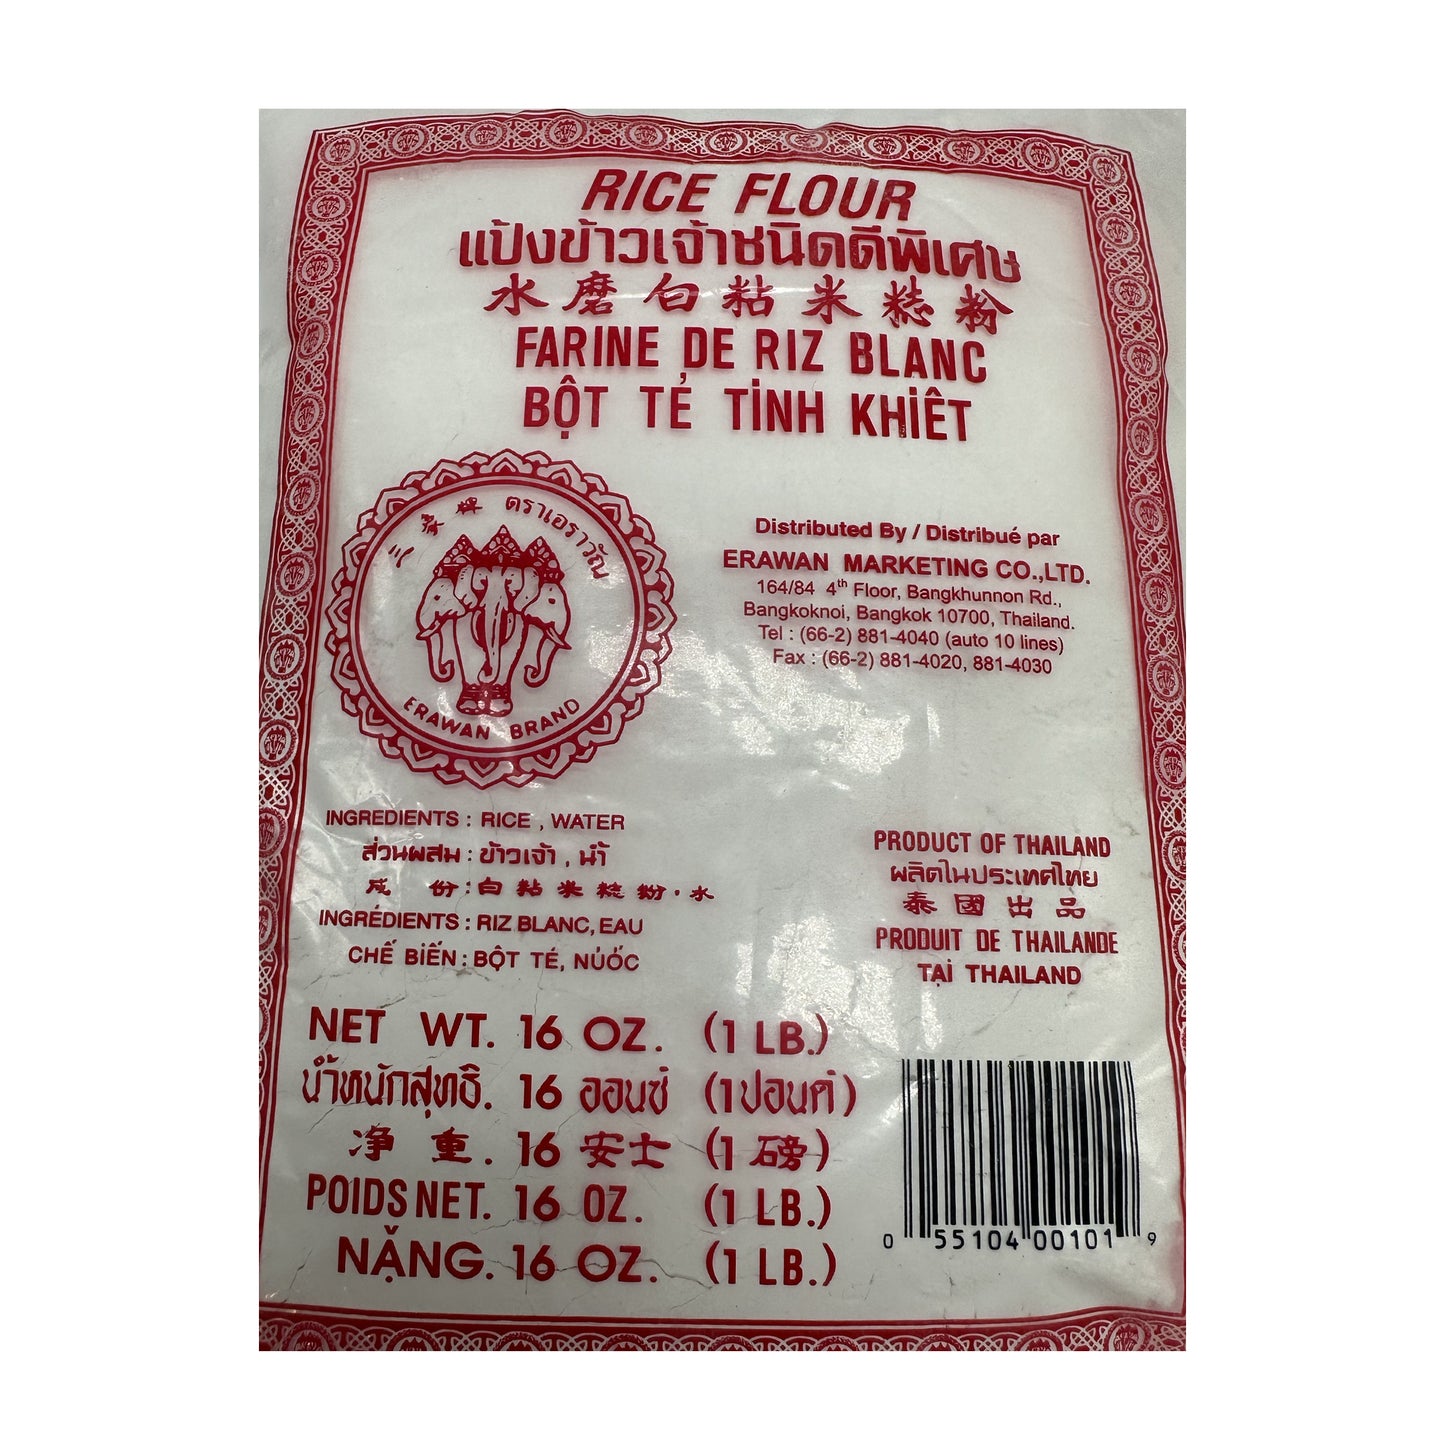 RICE FLOUR
แป้งข้าวเจ้าชนิดดีพิเศษ
水磨白粘米粉
FARINE DE RIZ BLANC
BỘT TẺ TINH KHIÊT
三象牌 ตราเอราวัณ
ERAWAN BRAND
Distributed By / Distribué par
ERAWAN MARKETING CO.,LTD.
164/84 4th Floor, Bangkhunnon Rd.,
Bangkoknoi, Bangkok 10700, Thailand.
Tel : (66-2) 881-4040 (auto 10 lines)
Fax : (66-2) 881-4020, 881-4030
INGREDIENTS : RICE , WATER
ส่วนผสม : ข้าวเจ้า , น้ำ
成份:白粘米粉・水
INGRÉDIENTS : RIZ BLANC, EAU
CHẾ BIẾN : BỘT TẺ, NƯỚC
PRODUCT OF THAILAND
ผลิตในประเทศไทย
泰國出品
PRODUIT DE THAILANDE
TẠI THAILAND
NET WT. 16 OZ. (1 LB.)
น้ำหนักสุทธิ. 16 ออนซ์ (1ปอนด์)
净重. 16 安士 (1 磅)
POIDS NET. 16 OZ. (1 LB.)
NẶNG. 16 OZ. (1 LB.)
0 55104 00101 9